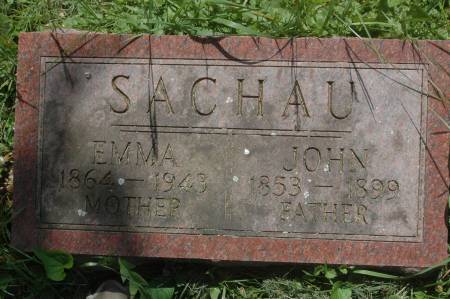 SACHAU
EMMA JOHN
1864 – 1943 1853 – 1899
MOTHER FATHER